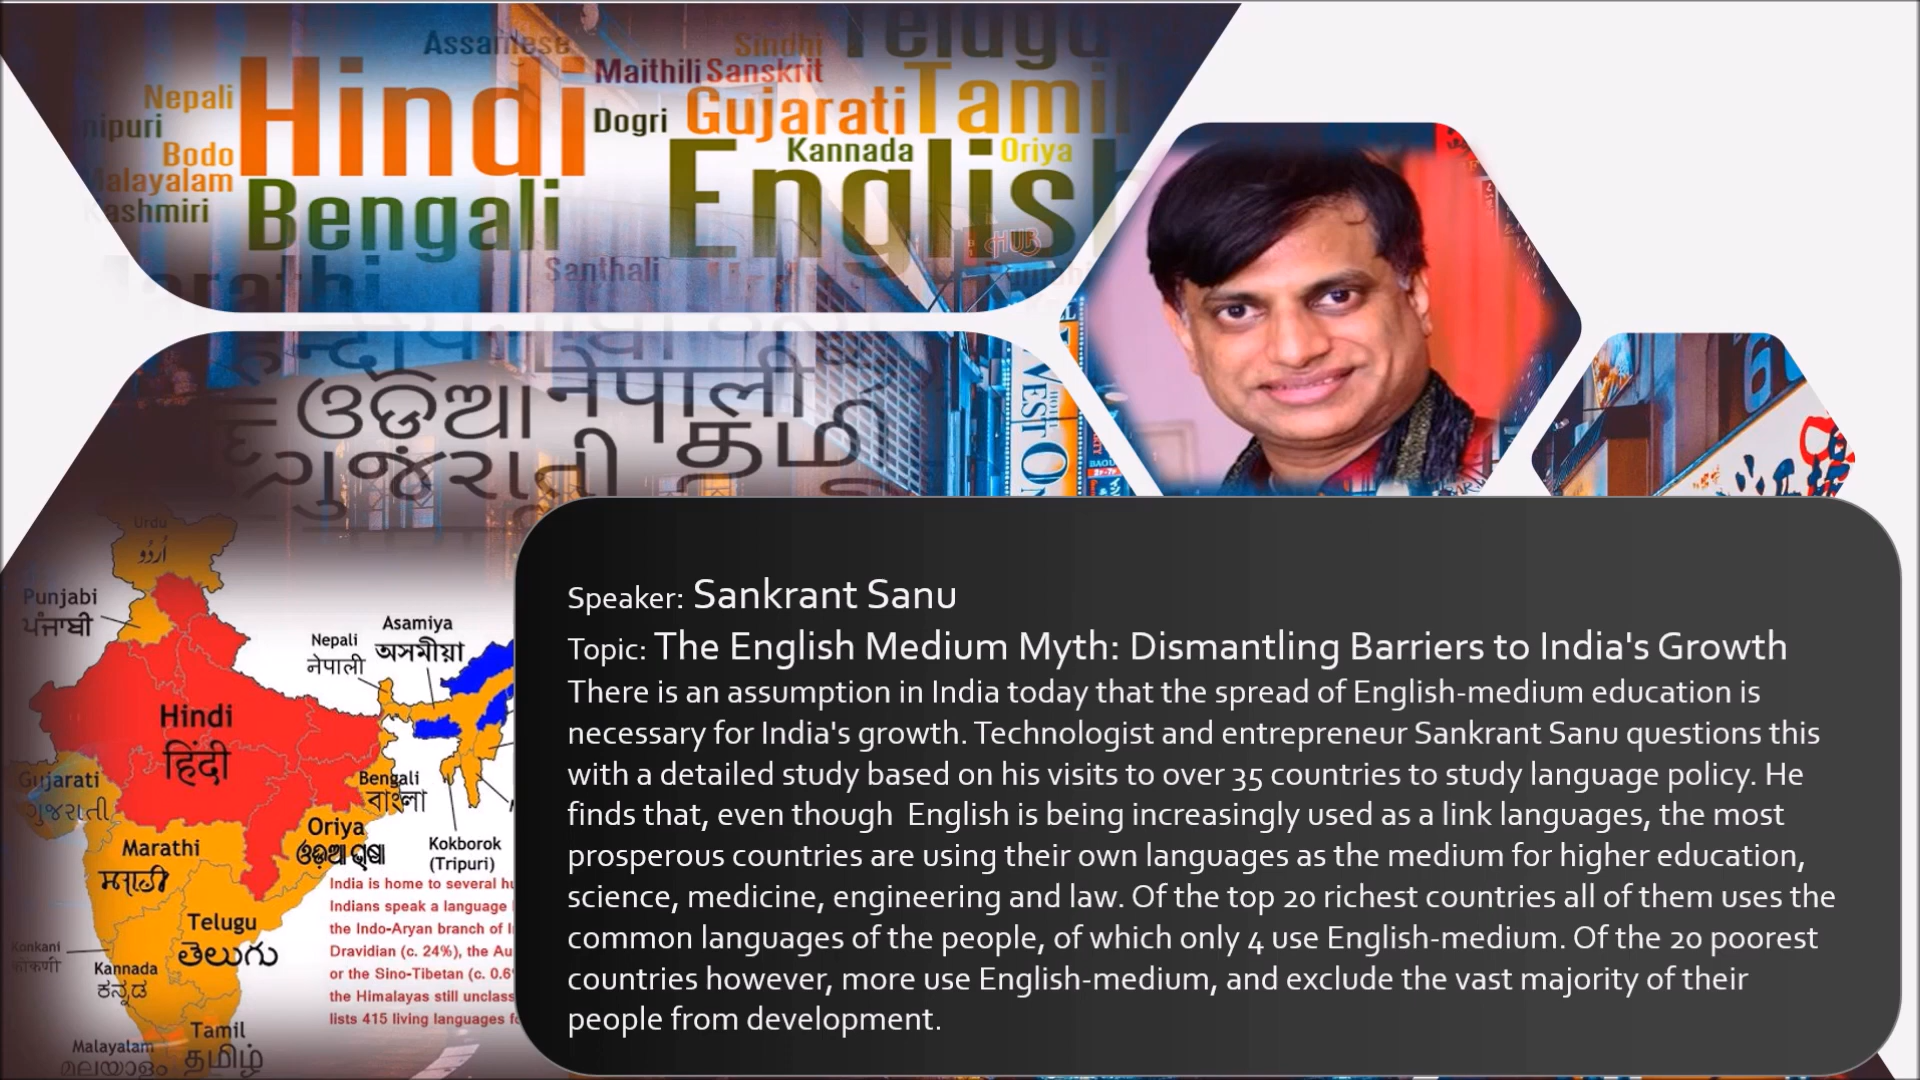 Assamese
Sindhi
Telugu
Maithili Sanskrit
Nepali
Hindi
Gujarati
Tamil
Dogri
Bodo
Kannada
Oriya
English
Bengali
Santhali
HUB
ଓଡ଼ିଆ नेपाली
தமி
ગુજરાતી
WEST
Urdu
اُردُو
Punjabi
ਪੰਜਾਬੀ
Asamiya
অসমীয়া
Nepali
नेपाली
Hindi
हिंदी
Gujarati
ગુજરાતી
Bengali
বাংলা
Oriya
ଓଡ଼ିଆ ଭାଷା
Kokborok
(Tripuri)
Marathi
मराठी
Telugu
తెలుగు
Konkani
कोंकणी
Kannada
ಕನ್ನಡ
Tamil
தமிழ்
Malayalam
മലയാളം
India is home to several
Indians speak a language
the Indo-Aryan branch of
Dravidian (c. 24%), the
or the Sino-Tibetan (c. 0.6
the Himalayas still
lists 415 living languages
Speaker: Sankrant Sanu
Topic: The English Medium Myth: Dismantling Barriers to India's Growth
There is an assumption in India today that the spread of English-medium education is
necessary for India's growth. Technologist and entrepreneur Sankrant Sanu questions this
with a detailed study based on his visits to over 35 countries to study language policy. He
finds that, even though  English is being increasingly used as a link languages, the most
prosperous countries are using their own languages as the medium for higher education,
science, medicine, engineering and law. Of the top 20 richest countries all of them uses the
common languages of the people, of which only 4 use English-medium. Of the 20 poorest
countries however, more use English-medium, and exclude the vast majority of their
people from development.